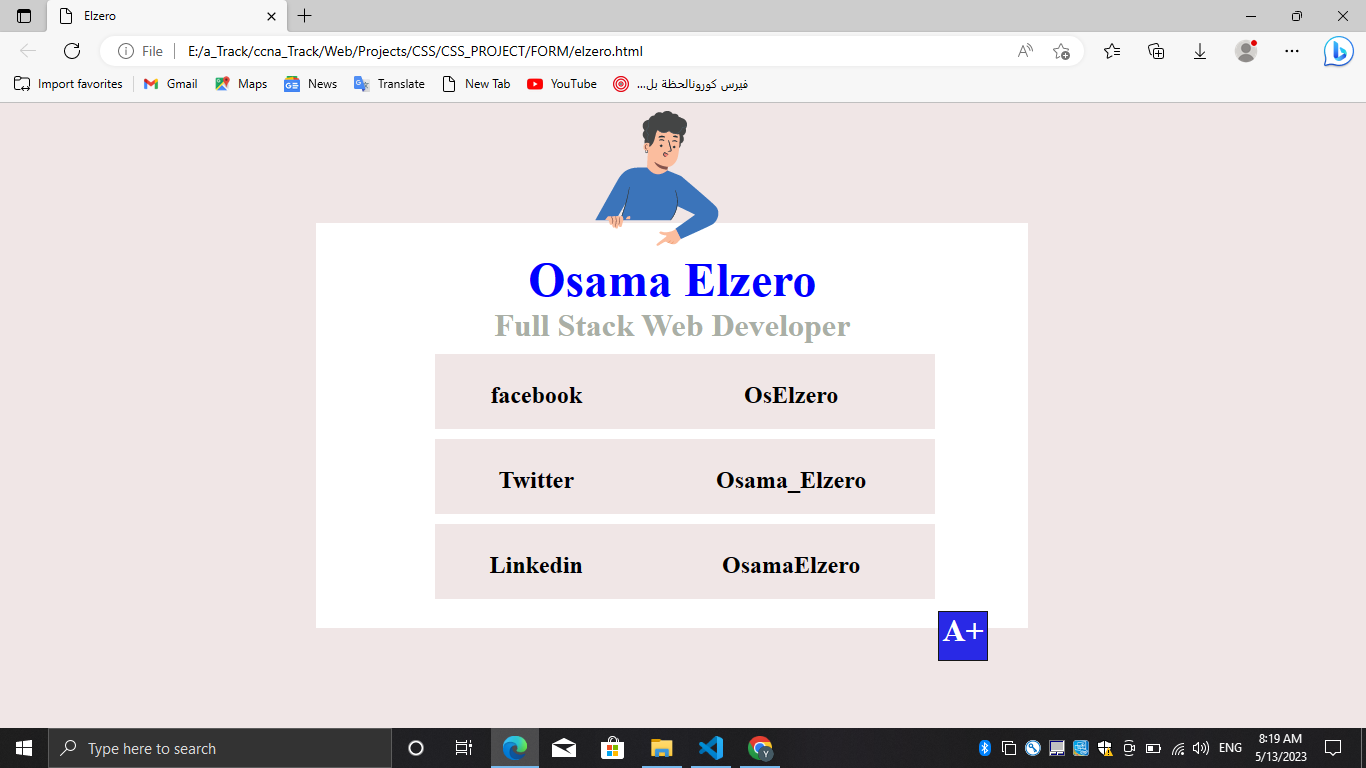 Elzero
File
E:/a_Track/ccna_Track/Web/Projects/CSS/CSS_PROJECT/FORM/elzero.html
Import favorites
Gmail
Maps
News
Translate
New Tab
YouTube
فيرس كورونالحظة بل...
Osama Elzero
Full Stack Web Developer
facebook OsElzero
Twitter Osama_Elzero
Linkedin OsamaElzero
A+
Type here to search
ENG
8:19 AM
5/13/2023